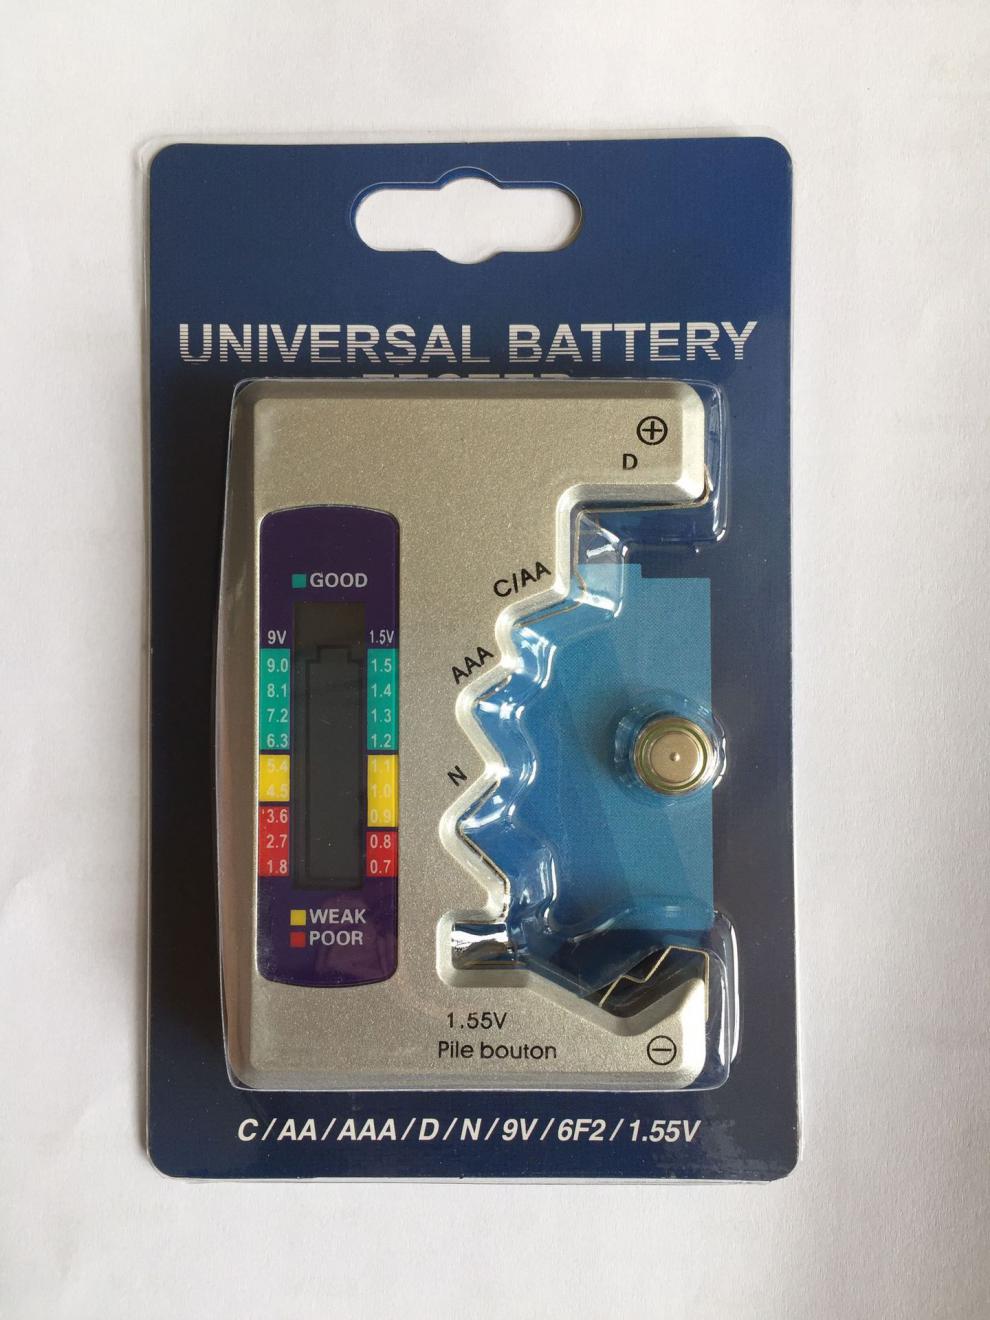 UNIVERSAL BATTERY
TESTER
⊕
D
C/AA
AAA
N
GOOD
9V 1.5V
9.0 1.5
8.1 1.4
7.2 1.3
6.3 1.2
5.4 1.1
4.5 1.0
3.6 0.9
2.7 0.8
1.8 0.7
WEAK
POOR
1.55V
Pile bouton
⊖
C / AA / AAA / D / N / 9V / 6F2 / 1.55V